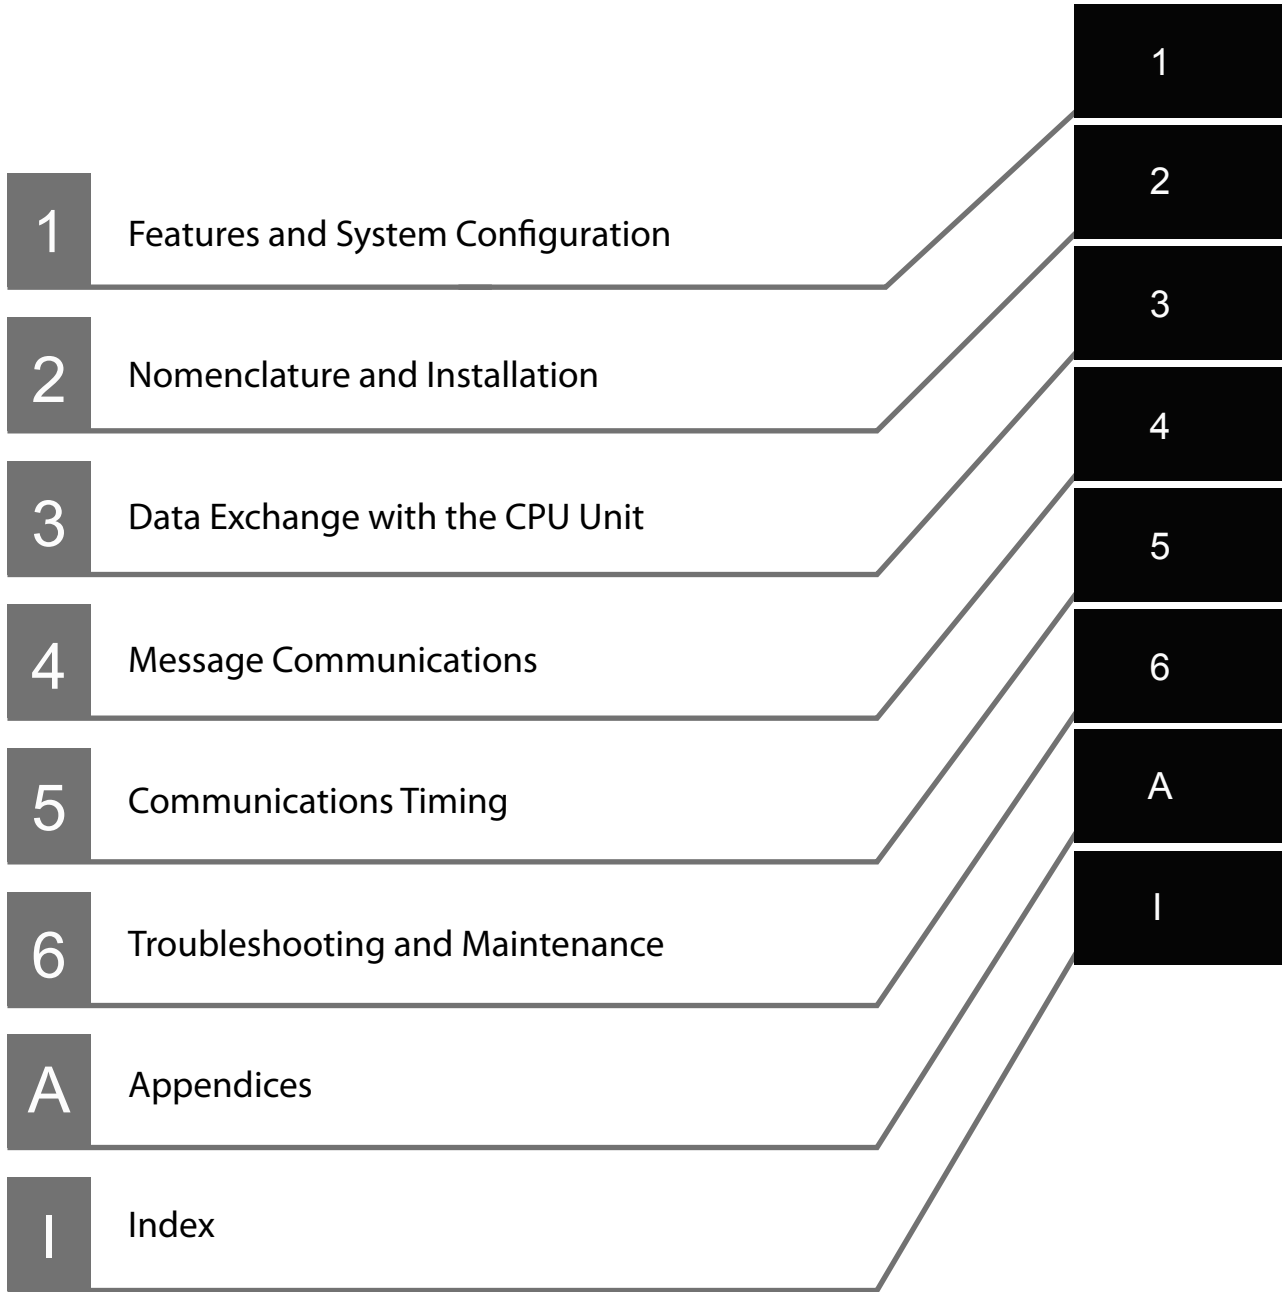 1 Features and System Configuration
2 Nomenclature and Installation
3 Data Exchange with the CPU Unit
4 Message Communications
5 Communications Timing
6 Troubleshooting and Maintenance
A Appendices
I Index
1
2
3
4
5
6
A
I